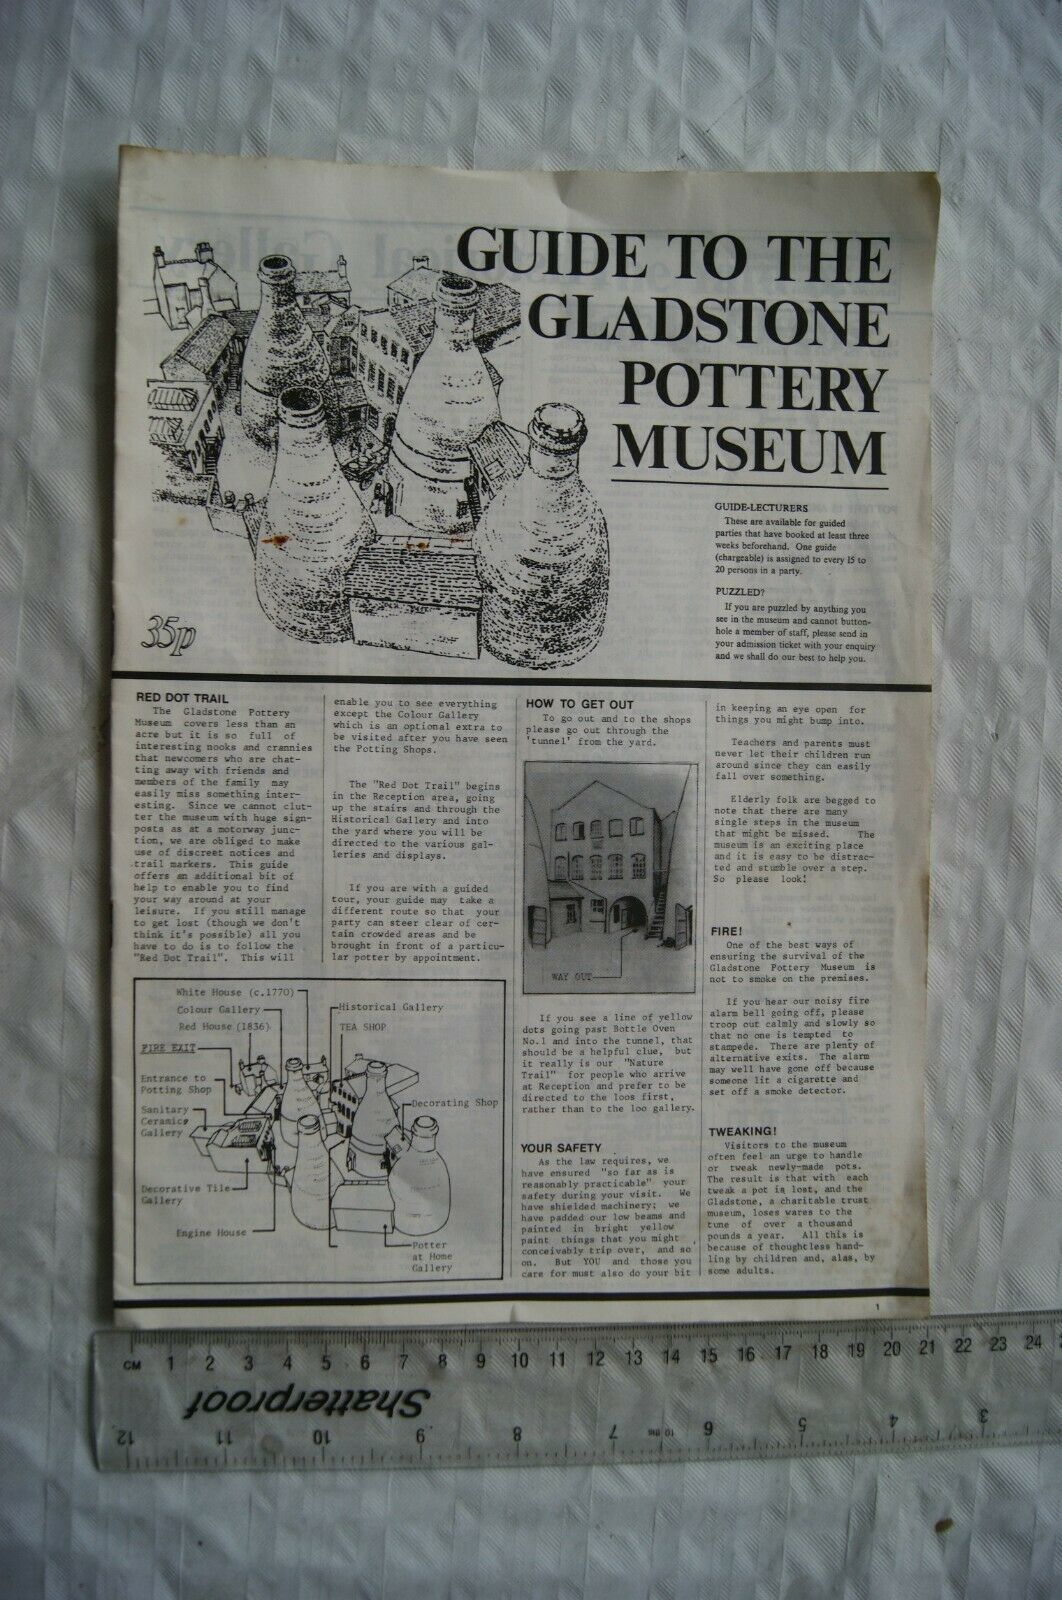 GUIDE TO THE
GLADSTONE
POTTERY
MUSEUM
GUIDE-LECTURERS
These are available for guided
parties that have booked at least three
weeks beforehand. One guide
(chargeable) is assigned to every 15 to
20 persons in a party.
PUZZLED?
If you are puzzled by anything you
see in the museum and cannot button-
hole a member of staff, please send in
your admission ticket with your enquiry
and we shall do our best to help you.
35p
RED DOT TRAIL
The Gladstone Pottery
Museum covers less than an
acre but it is so full of
interesting nooks and crannies
that newcomers who are chat-
ting away with friends and
members of the family may
easily miss something inter-
esting. Since we cannot clut-
ter the museum with huge sign-
posts as at a motorway junc-
tion, we are obliged to make
use of discreet notices and
trail markers. This guide
offers an additional bit of
help to enable you to find
your way around at your
leisure. If you still manage
to get lost (though we don't
think it's possible) all you
have to do is to follow the
"Red Dot Trail". This will
enable you to see everything
except the Colour Gallery
which is an optional extra to
be visited after you have seen
the Potting Shops.
The "Red Dot Trail" begins
in the Reception area, going
up the stairs and through the
Historical Gallery and into
the yard where you will be
directed to the various gal-
leries and displays.
If you are with a guided
tour, your guide may take a
different route so that your
party can steer clear of cer-
tain crowded areas and be
brought in front of a particu-
lar potter by appointment.
White House (c.1770)
Colour Gallery
Red House (1836)
FIRE EXIT
Entrance to
Potting Shop
Sanitary
Ceramics
Gallery
Decorative Tile
Gallery
Engine House
Historical Gallery
TEA SHOP
Decorating Shop
Potter
at Home
Gallery
HOW TO GET OUT
To go out and to the shops
please go out through the
'tunnel' from the yard.
WAY OUT
If you see a line of yellow
dots going past Bottle Oven
No.1 and into the tunnel, that
should be a helpful clue, but
it really is our "Nature
Trail" for people who arrive
at Reception and prefer to be
directed to the loos first,
rather than to the loo gallery.
YOUR SAFETY
As the law requires, we
have ensured "so far as is
reasonably practicable" your
safety during your visit. We
have shielded machinery; we
have padded our low beams and
painted in bright yellow
paint things that you might
conceivably trip over, and so
on. But YOU and those you
care for must also do your bit
in keeping an eye open for
things you might bump into.
Teachers and parents must
never let their children run
around since they can easily
fall over something.
Elderly folk are begged to
note that there are many
single steps in the museum
that might be missed. The
museum is an exciting place
and it is easy to be distrac-
ted and stumble over a step.
So please look!
FIRE!
One of the best ways of
ensuring the survival of the
Gladstone Pottery Museum is
not to smoke on the premises.
If you hear our noisy fire
alarm bell going off, please
troop out calmly and slowly so
that no one is tempted to
stampede. There are plenty of
alternative exits. The alarm
may well have gone off because
someone lit a cigarette and
set off a smoke detector.
TWEAKING!
Visitors to the museum
often feel an urge to handle
or tweak newly-made pots.
The result is that with each
tweak a pot is lost, and the
Gladstone, a charitable trust
museum, loses wares to the
tune of over a thousand
pounds a year. All this is
because of thoughtless hand-
ling by children and, alas, by
some adults.
1
CM 1 2 3 4 5 6 7 8 9 10 11 12 13 14 15 16 17 18 19 20 21 22 23 24
Shatterproof
12 11 10 9 8 7 10 ths 6 5 4 3